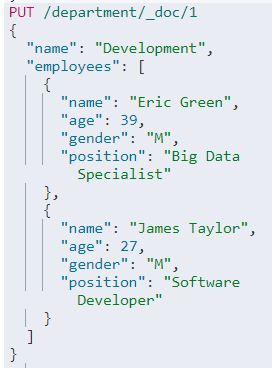 PUT /department/_doc/1
{
  "name": "Development",
  "employees": [
    {
      "name": "Eric Green",
      "age": 39,
      "gender": "M",
      "position": "Big Data
        Specialist"
    },
    {
      "name": "James Taylor",
      "age": 27,
      "gender": "M",
      "position": "Software
        Developer"
    }
  ]
}